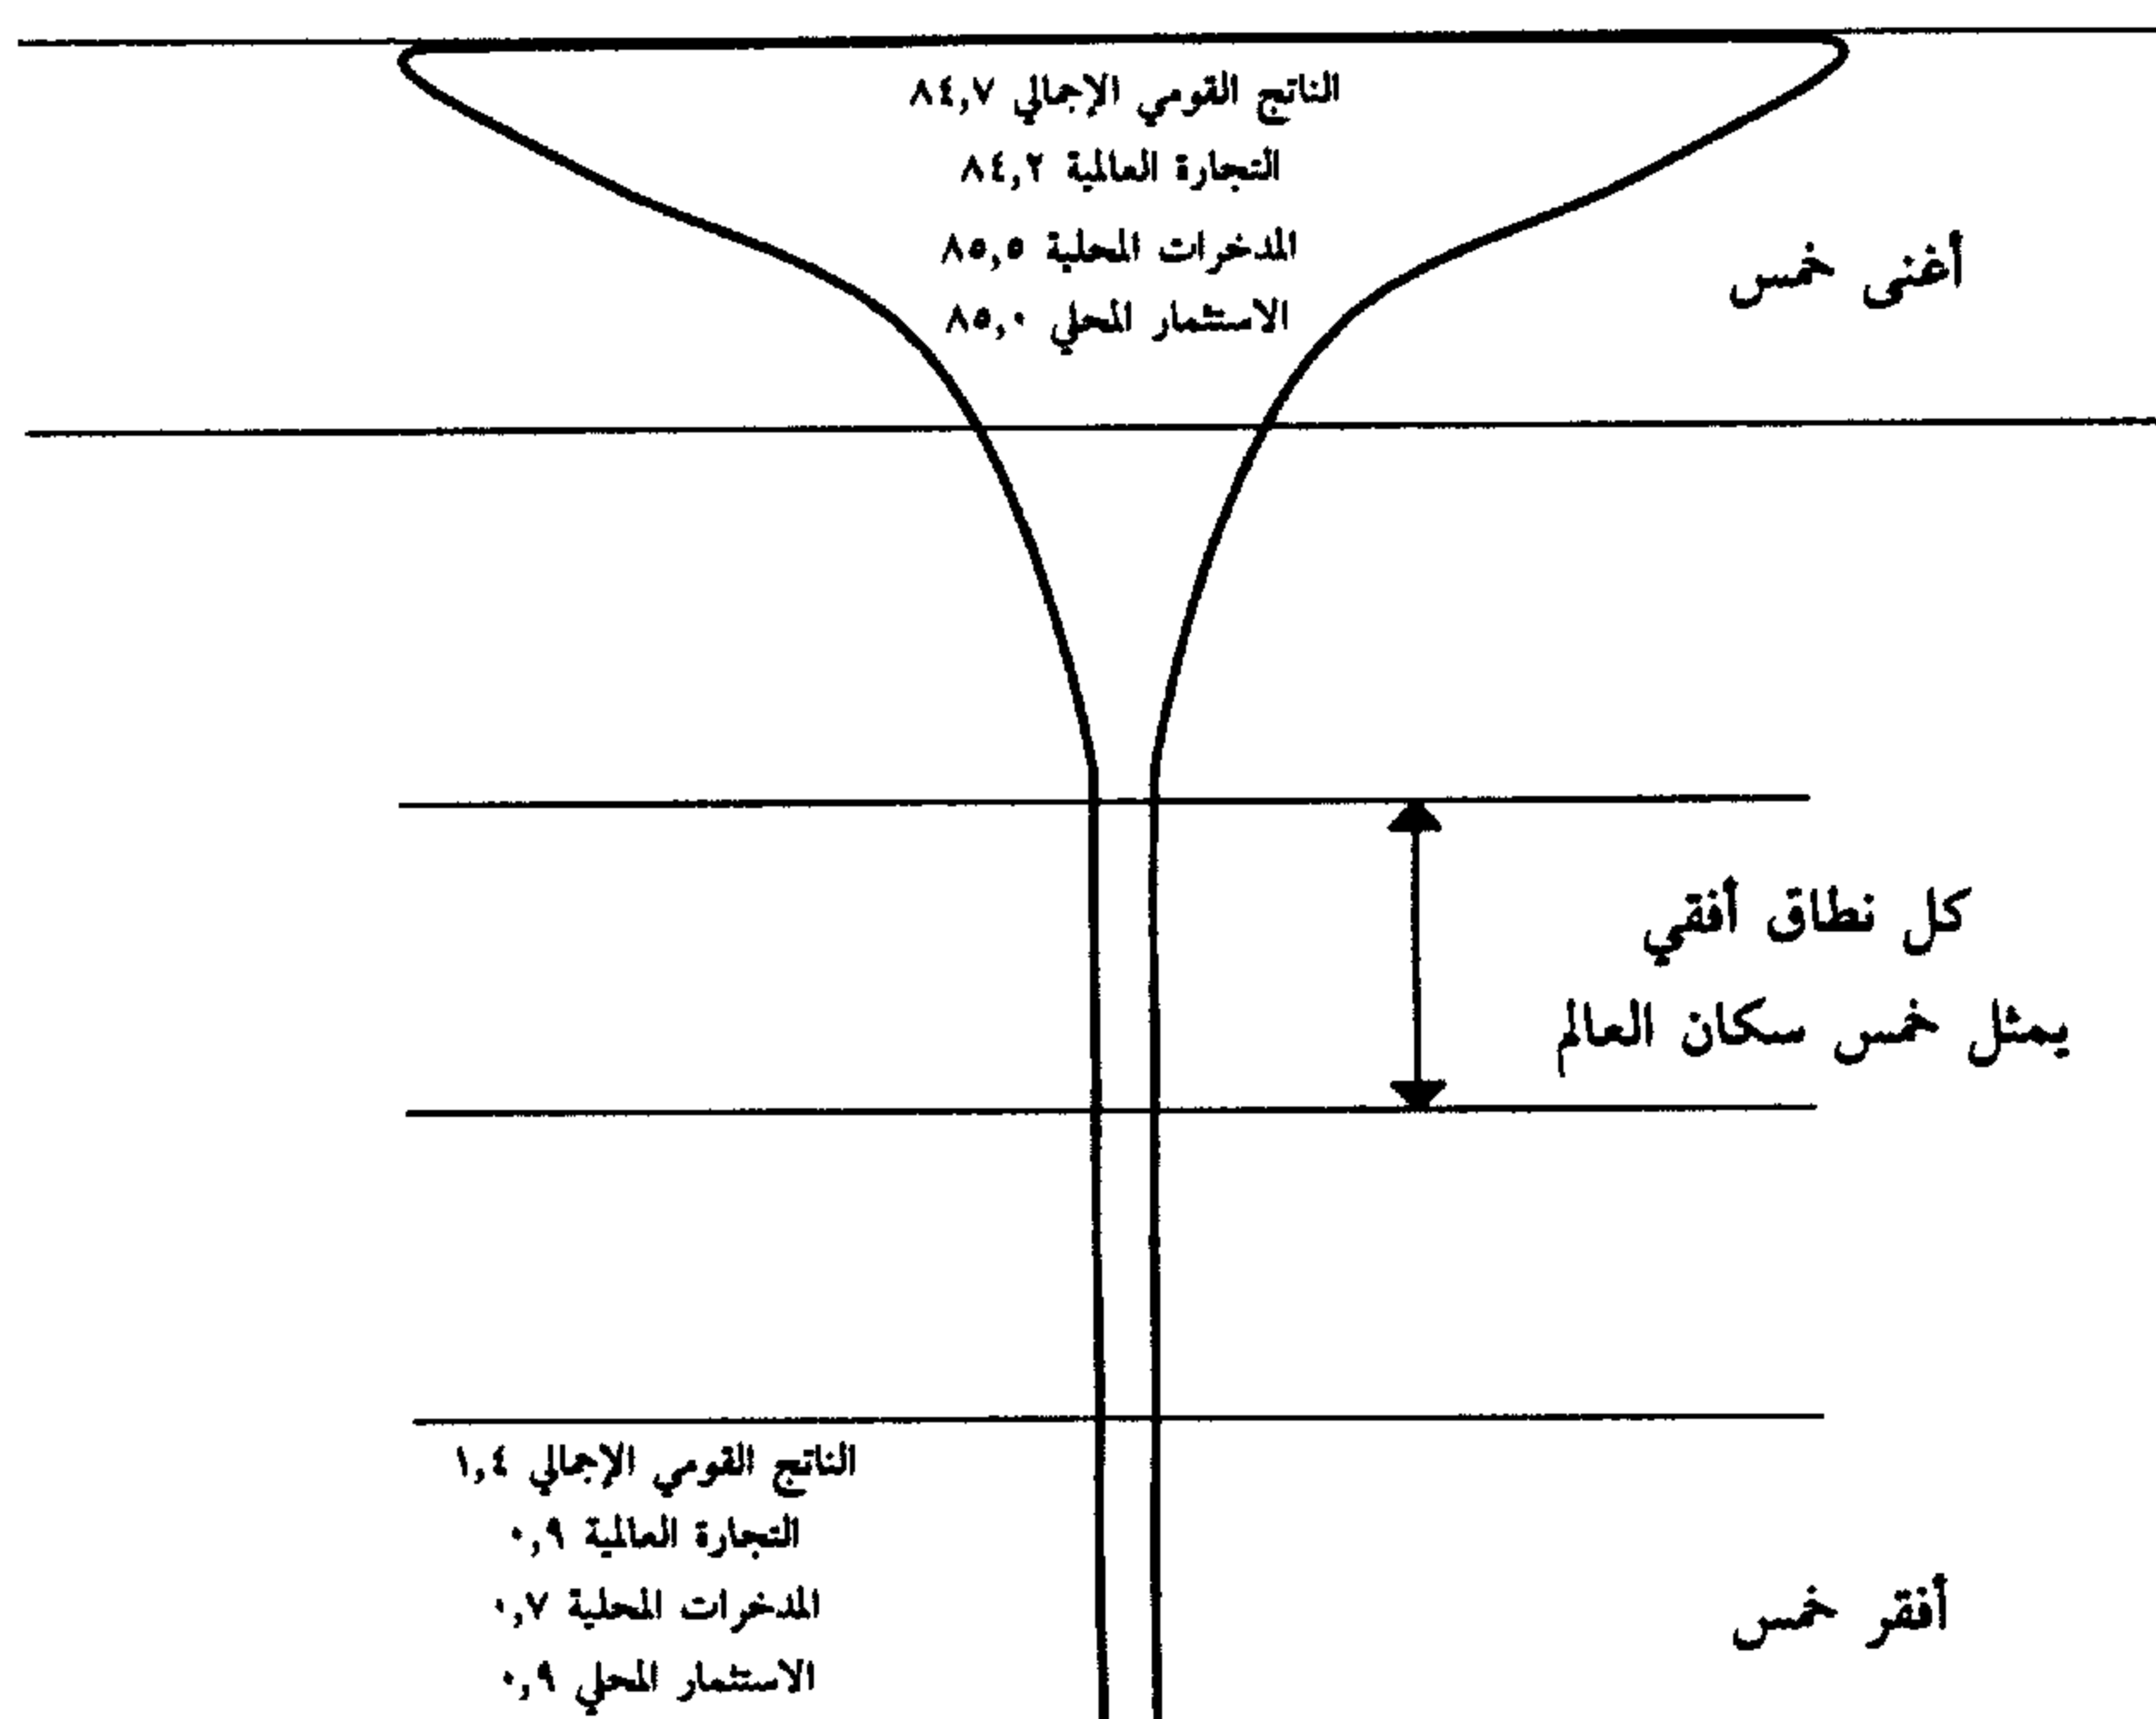 الناتج القومي الإجمالي ٨٤,٧
التجارة العالمية ٨٤,٢
المدخرات المحلية ٨٥,٥
الاستثمار المحلي ٨٥,٠
أغنى خمس
كل نطاق أفقي
يمثل خمس سكان العالم
الناتج القومي الإجمالي ١,٤
التجارة العالمية ٠,٩
المدخرات المحلية ٠,٧
الاستثمار المحلي ٠,٩
أفقر خمس